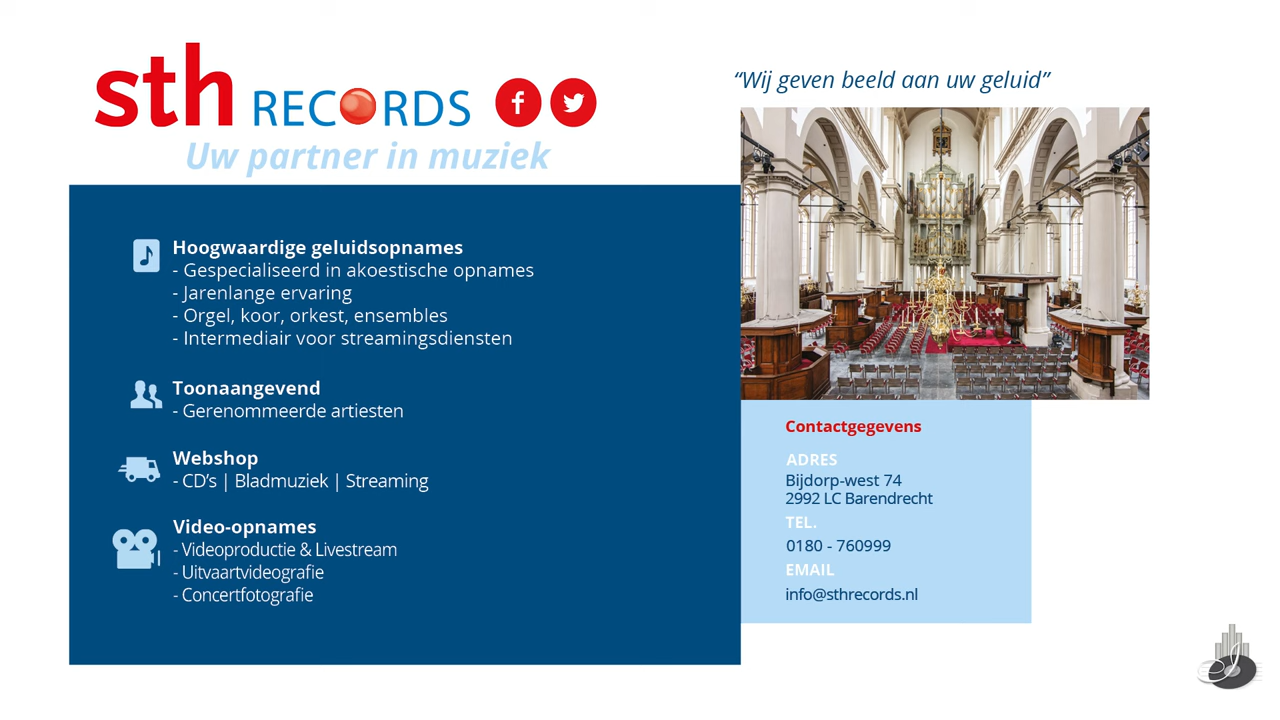 sth RECORDS
Uw partner in muziek
“Wij geven beeld aan uw geluid”
Hoogwaardige geluidsopnames
- Gespecialiseerd in akoestische opnames
- Jarenlange ervaring
- Orgel, koor, orkest, ensembles
- Intermediair voor streamingsdiensten
Toonaangevend
- Gerenommeerde artiesten
Webshop
- CD’s | Bladmuziek | Streaming
Video-opnames
- Videoproductie & Livestream
- Uitvaartvideografie
- Concertfotografie
Contactgegevens
ADRES
Bijdorp-west 74
2992 LC Barendrecht
TEL.
0180 - 760999
EMAIL
info@sthrecords.nl